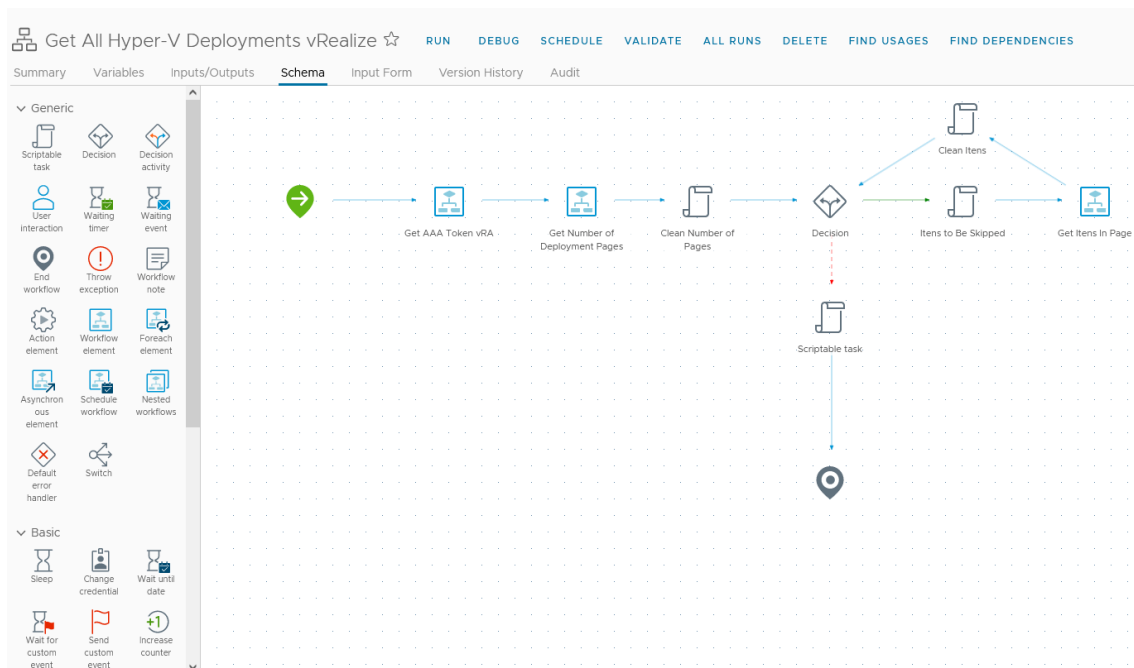 Get All Hyper-V Deployments vRealize
RUN
DEBUG
SCHEDULE
VALIDATE
ALL RUNS
DELETE
FIND USAGES
FIND DEPENDENCIES
Summary
Variables
Inputs/Outputs
Schema
Input Form
Version History
Audit
Generic
Scriptable
task
Decision
Decision
activity
User
interaction
Waiting
timer
Waiting
event
End
workflow
Throw
exception
Workflow
note
Action
element
Workflow
element
Foreach
element
Asynchron
ous
element
Schedule
workflow
Nested
workflows
Default
error
handler
Switch
Basic
Sleep
Change
credential
Wait until
date
Wait for
custom
event
Send
custom
event
+1
Increase
counter
Clean Itens
Get AAA Token vRA
Get Number of
Deployment Pages
Clean Number of
Pages
Decision
Itens to Be Skipped
Get Itens In Page
Scriptable task